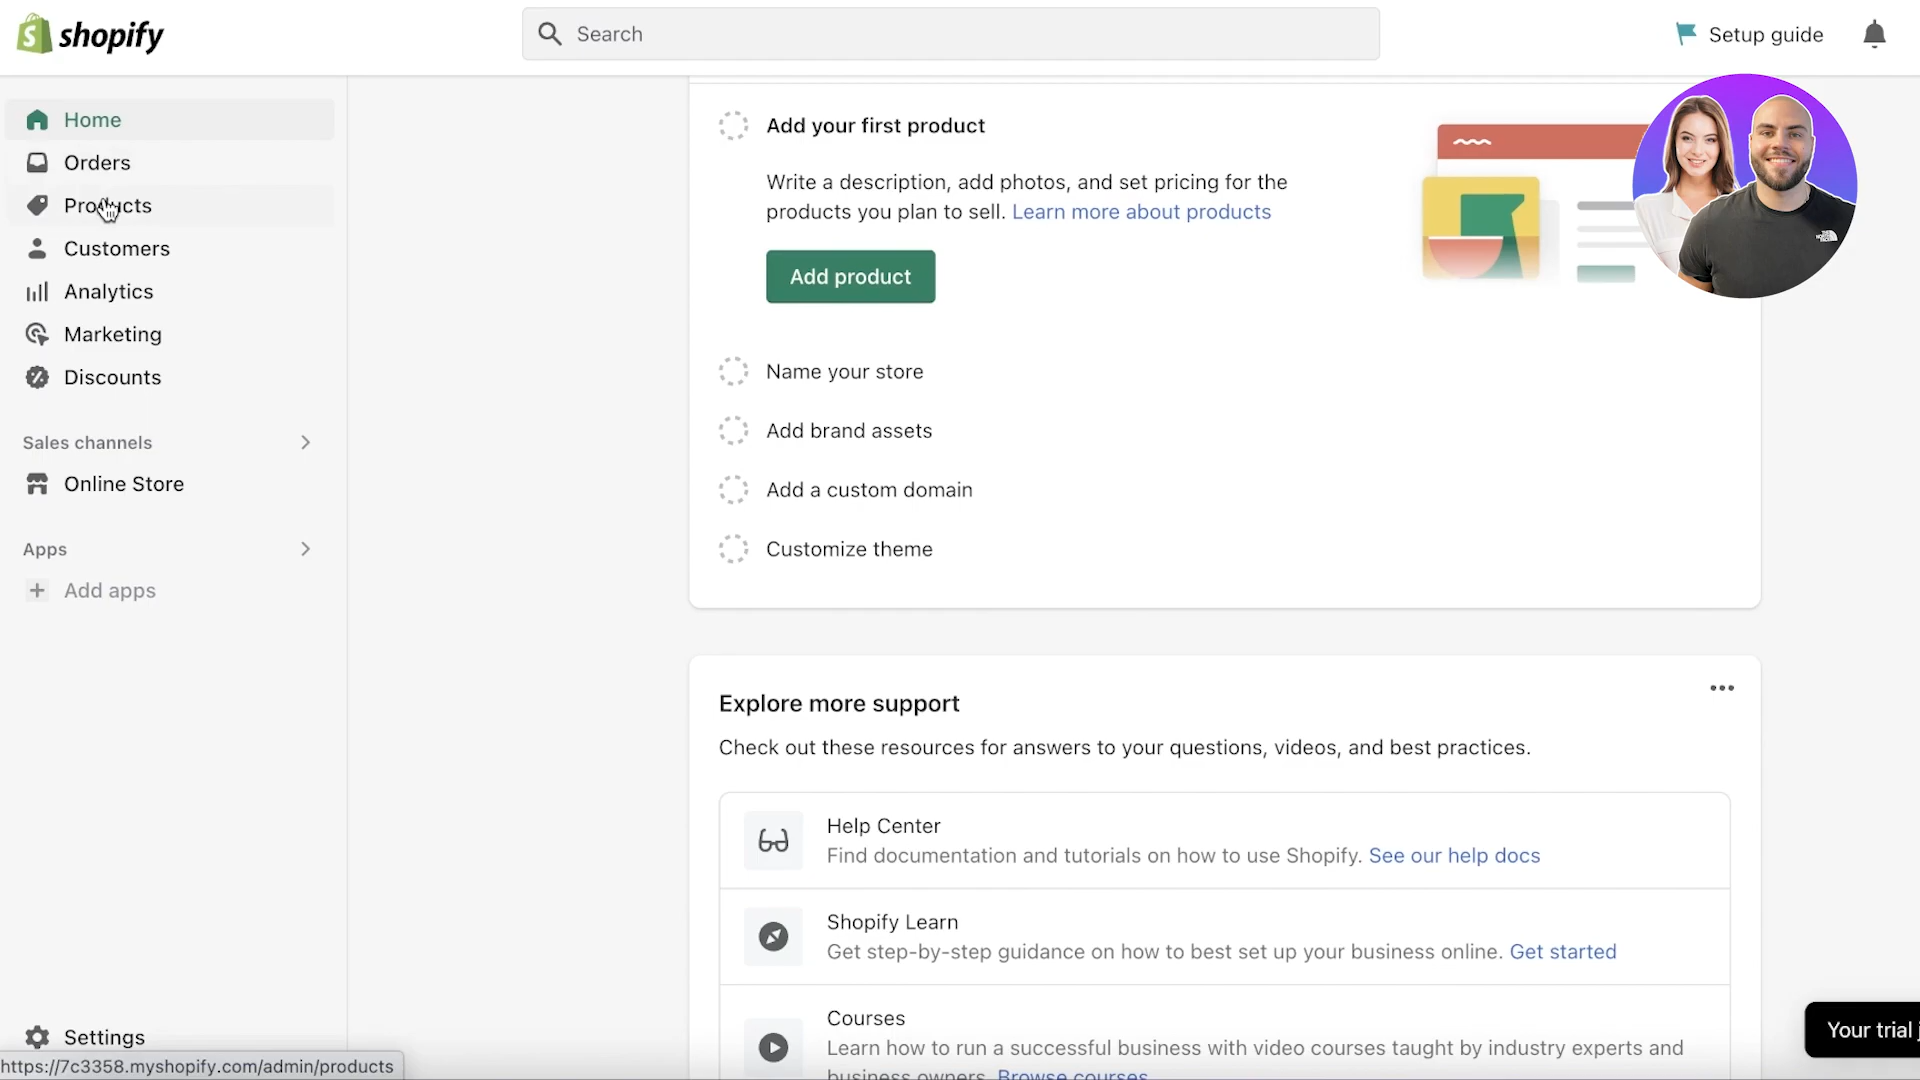 shopify
Search
Setup guide
Home
Orders
Products
Customers
Analytics
Marketing
Discounts
Sales channels
Online Store
Apps
Add apps
Settings
https://7c3358.myshopify.com/admin/products
Add your first product
Write a description, add photos, and set pricing for the
products you plan to sell. Learn more about products
Add product
Name your store
Add brand assets
Add a custom domain
Customize theme
Explore more support
Check out these resources for answers to your questions, videos, and best practices.
Help Center
Find documentation and tutorials on how to use Shopify. See our help docs
Shopify Learn
Get step-by-step guidance on how to best set up your business online. Get started
Courses
Learn how to run a successful business with video courses taught by industry experts and
business owners. Browse courses
Your trial j